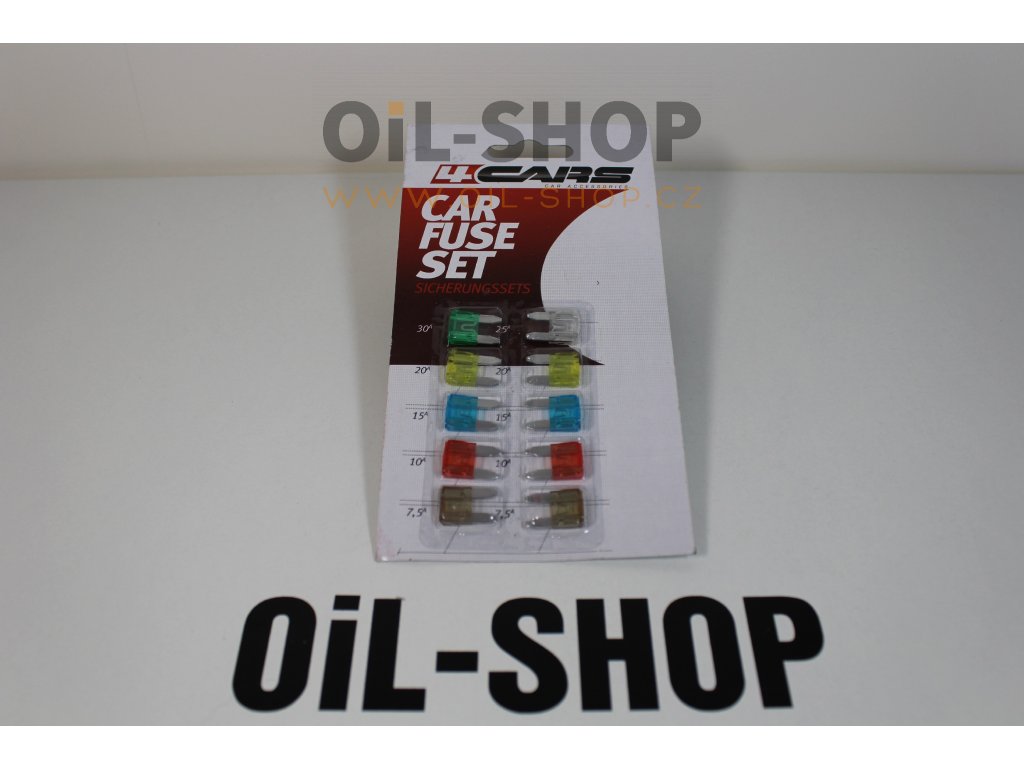 OiL-SHOP
WWW.OIL-SHOP.CZ
4CARS
CAR ACCESSORIES
CAR
FUSE
SET
SICHERUNGSSETS
30A 25A
20A 20A
15A 15A
10A 10A
7,5A 7,5A
OiL-SHOP